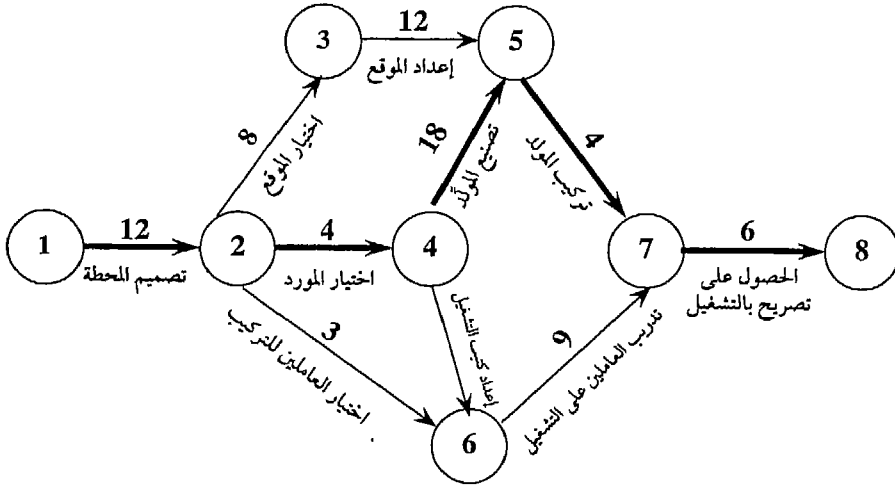 3
12
5
إعداد الموقع
8
اختيار الموقع
18
تصنيع المولّد
4
تركيب المولد
1
12
2
4
4
7
6
8
تصميم المحطة
اختيار المورد
الحصول على
تصريح بالتشغيل
3
اختيار العاملين للتركيب
إعداد كتب التشغيل
9
تدريب العاملين على التشغيل
6